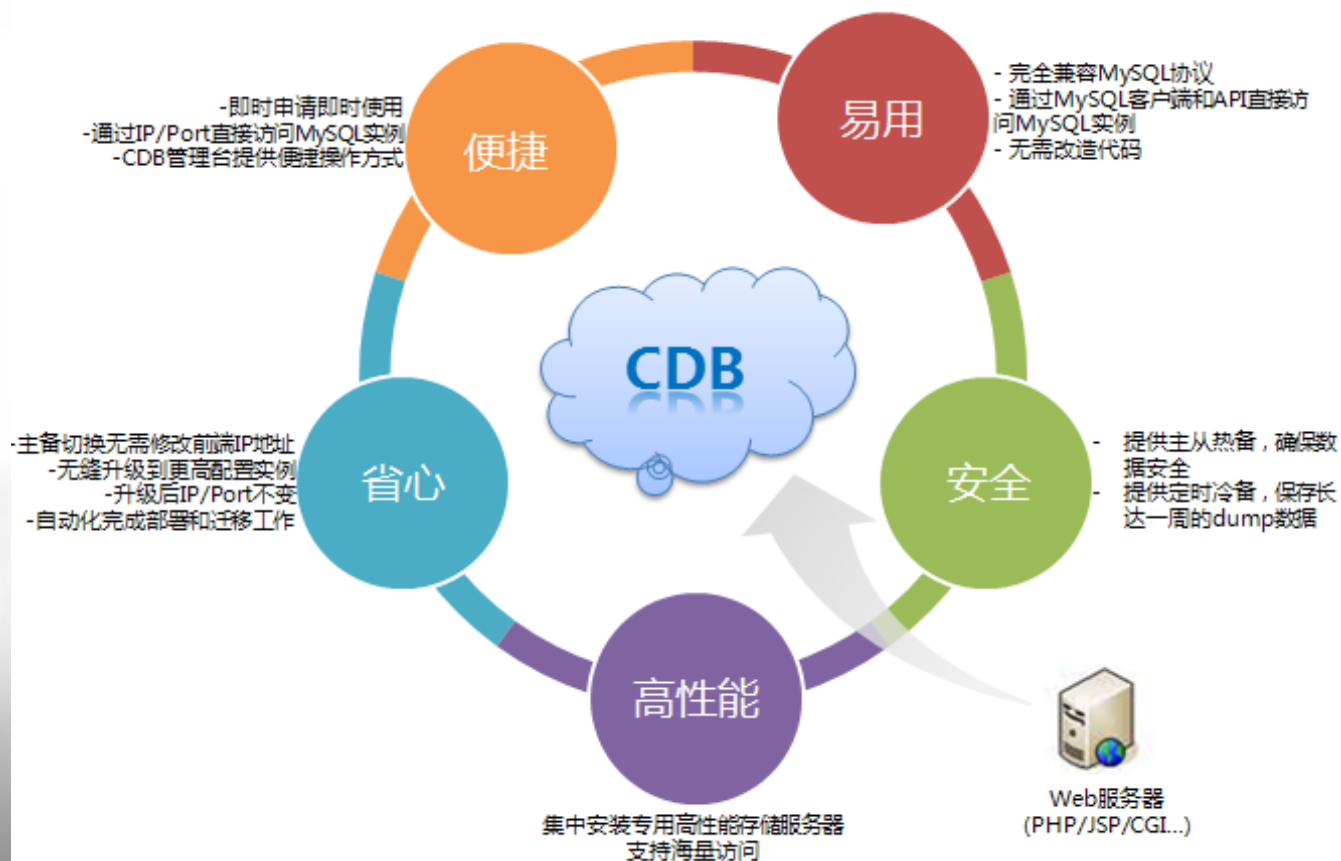 -即时申请即时使用
-通过IP/Port直接访问MySQL实例
-CDB管理台提供便捷操作方式
便捷
易用
- 完全兼容MySQL协议
- 通过MySQL客户端和API直接访
问MySQL实例
- 无需改造代码
CDB
-主备切换无需修改前端IP地址
-无缝升级到更高配置实例
-升级后IP/Port不变
-自动化完成部署和迁移工作
省心
安全
- 提供主从热备，确保数
据安全
- 提供定时冷备，保存长
达一周的dump数据
高性能
集中安装专用高性能存储服务器
支持海量访问
Web服务器
(PHP/JSP/CGI...)